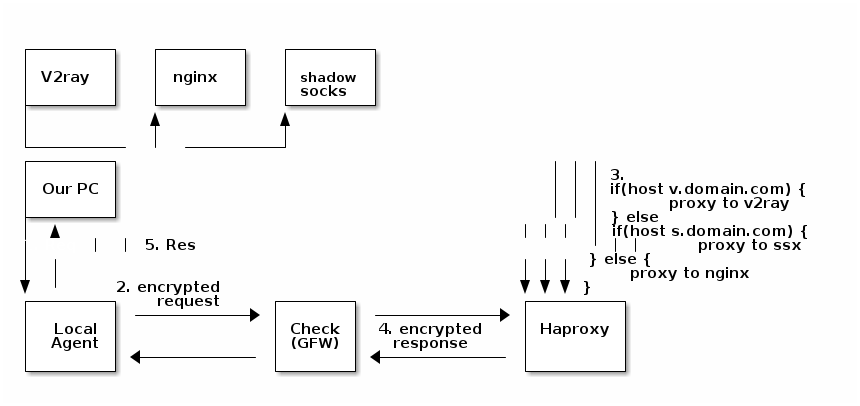 V2ray
nginx
shadow
socks
Our PC
3.
if(host v.domain.com) {
proxy to v2ray
} else
if(host s.domain.com) {
proxy to ssx
} else {
proxy to nginx
}
5. Res
2. encrypted
request
4. encrypted
response
Local
Agent
Check
(GFW)
Haproxy